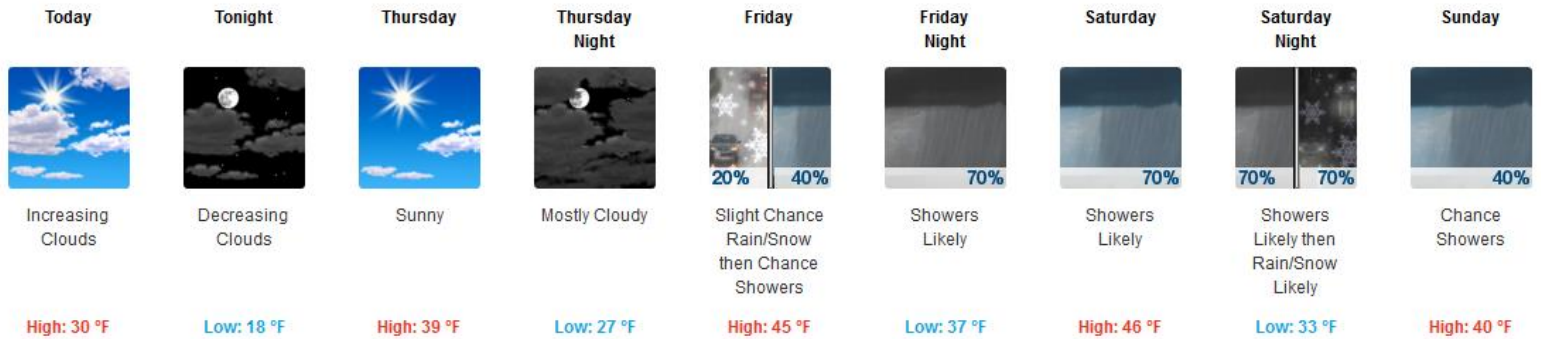 Today
Increasing
Clouds
High: 30 °F
Tonight
Decreasing
Clouds
Low: 18 °F
Thursday
Sunny
High: 39 °F
Thursday
Night
Mostly Cloudy
Low: 27 °F
Friday
20% 40%
Slight Chance
Rain/Snow
then Chance
Showers
High: 45 °F
Friday
Night
70%
Showers
Likely
Low: 37 °F
Saturday
70%
Showers
Likely
High: 46 °F
Saturday
Night
70% 70%
Showers
Likely then
Rain/Snow
Likely
Low: 33 °F
Sunday
40%
Chance
Showers
High: 40 °F